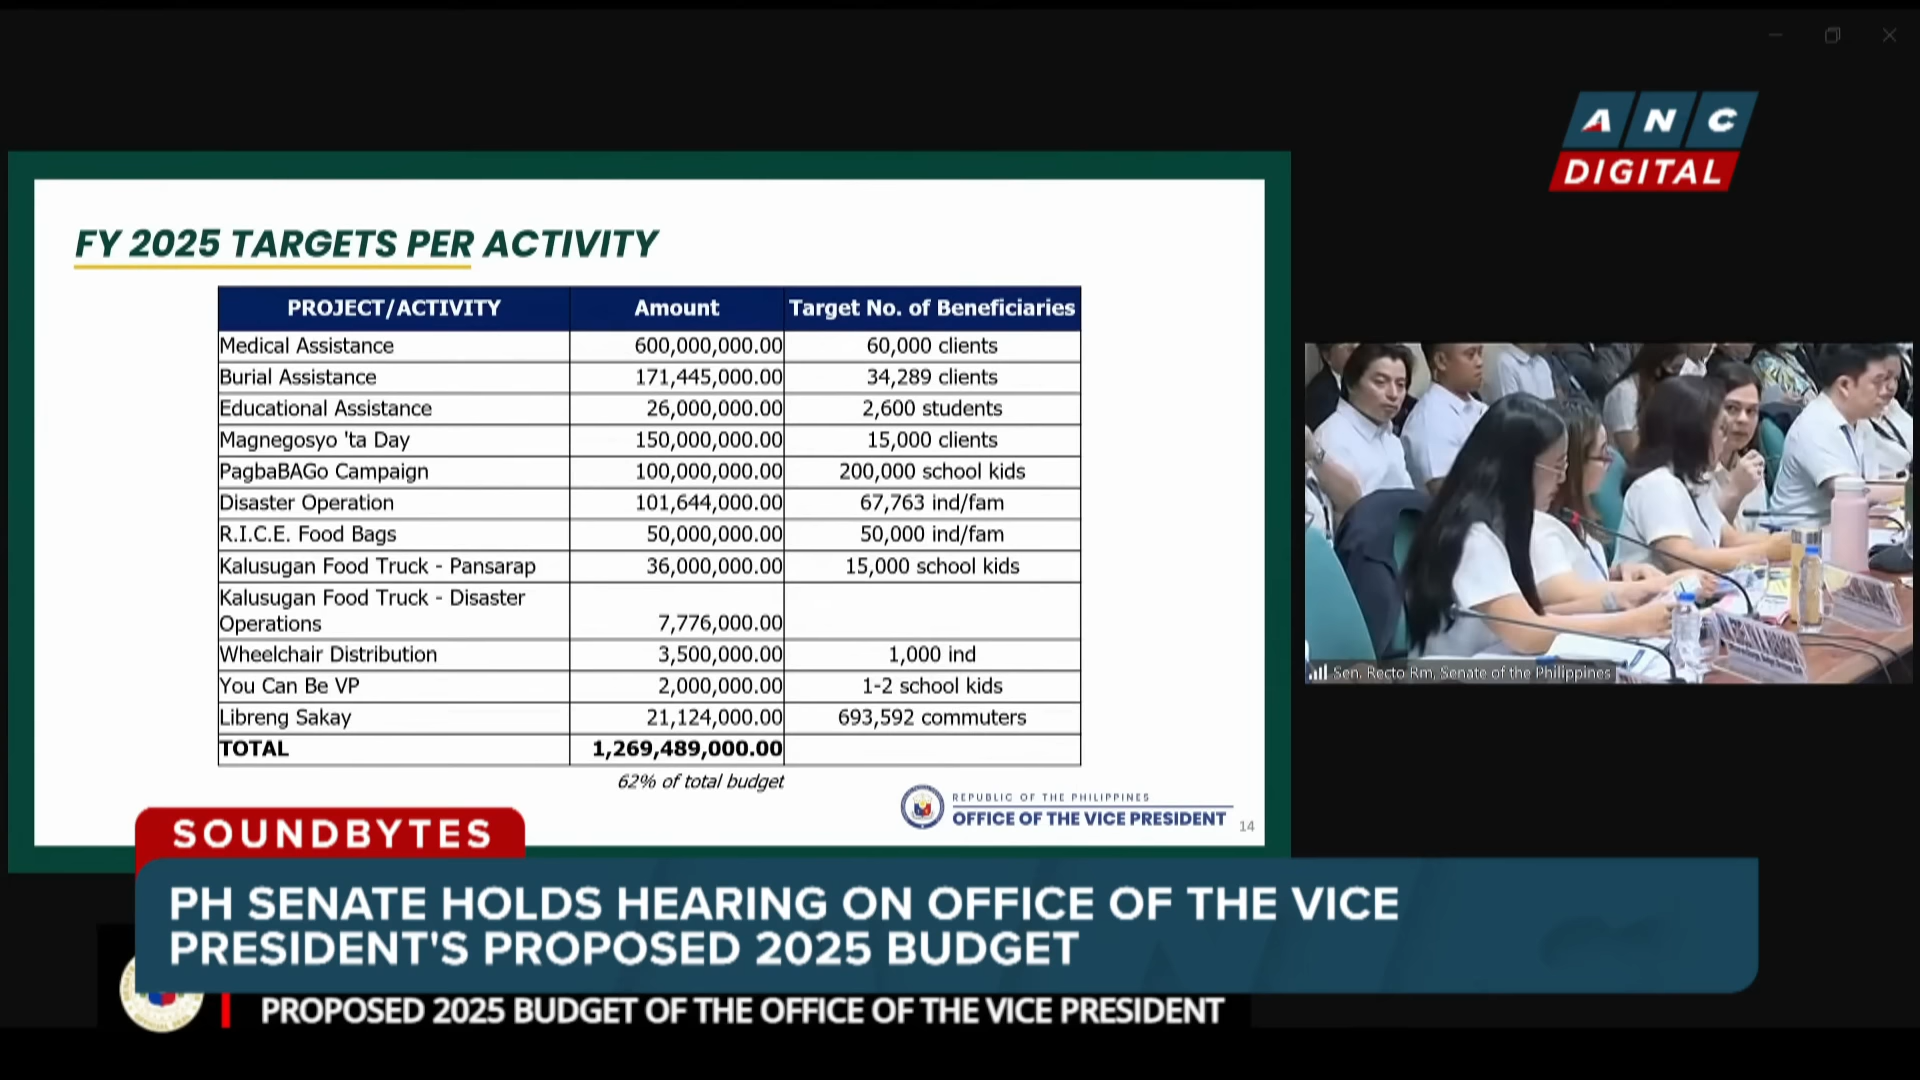 ANC
DIGITAL
FY 2025 TARGETS PER ACTIVITY
PROJECT/ACTIVITY Amount Target No. of Beneficiaries
Medical Assistance 600,000,000.00 60,000 clients
Burial Assistance 171,445,000.00 34,289 clients
Educational Assistance 26,000,000.00 2,600 students
Magnegosyo 'ta Day 150,000,000.00 15,000 clients
PagbaBAGo Campaign 100,000,000.00 200,000 school kids
Disaster Operation 101,644,000.00 67,763 ind/fam
R.I.C.E. Food Bags 50,000,000.00 50,000 ind/fam
Kalusugan Food Truck - Pansarap 36,000,000.00 15,000 school kids
Kalusugan Food Truck - Disaster
Operations 7,776,000.00
Wheelchair Distribution 3,500,000.00 1,000 ind
You Can Be VP 2,000,000.00 1-2 school kids
Libreng Sakay 21,124,000.00 693,592 commuters
TOTAL 1,269,489,000.00
62% of total budget
REPUBLIC OF THE PHILIPPINES
OFFICE OF THE VICE PRESIDENT
14
Sen. Recto Rm, Senate of the Philippines
SOUNDBYTES
PH SENATE HOLDS HEARING ON OFFICE OF THE VICE
PRESIDENT'S PROPOSED 2025 BUDGET
PROPOSED 2025 BUDGET OF THE OFFICE OF THE VICE PRESIDENT